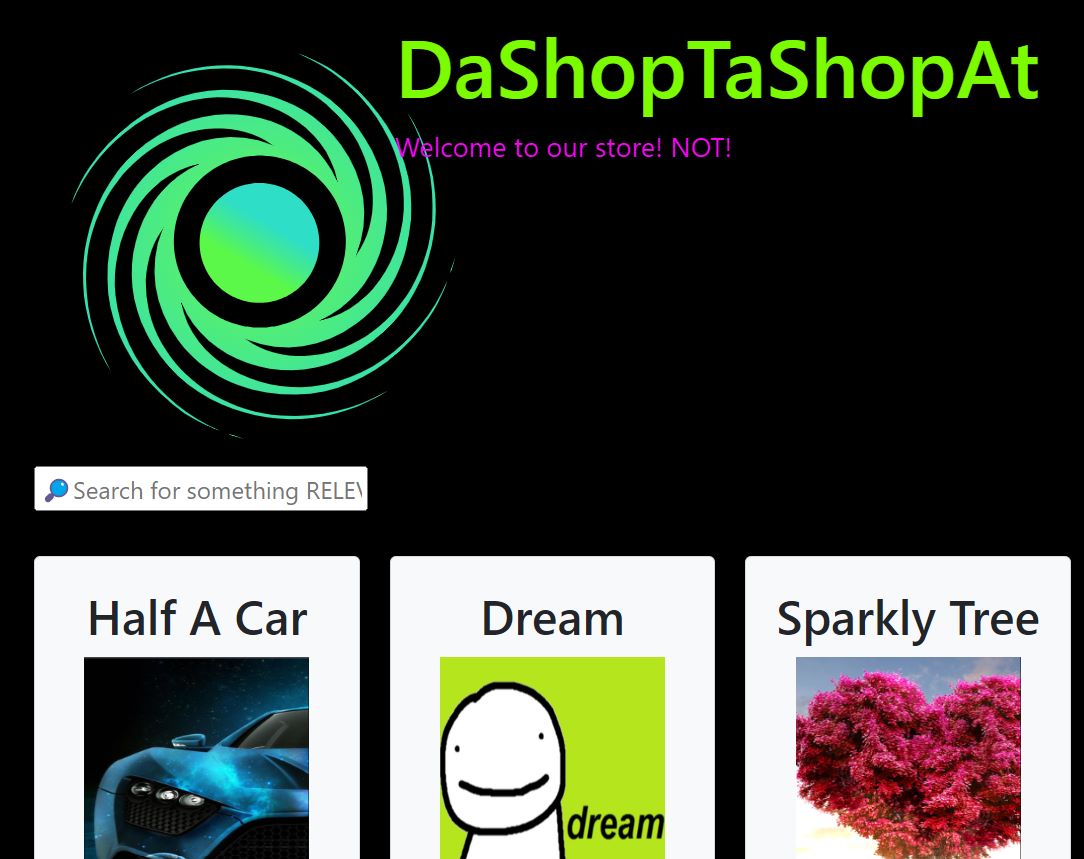 DaShopTaShopAt
Welcome to our store! NOT!
Search for something RELEV
Half A Car
Dream
Sparkly Tree
dream